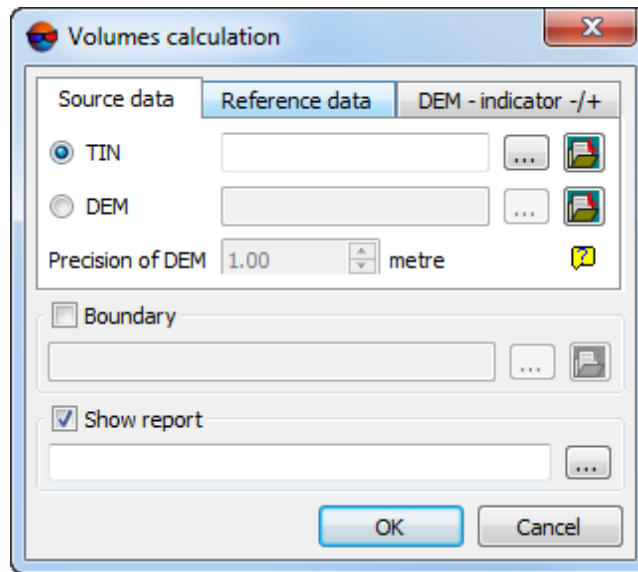 Volumes calculation
Source data Reference data DEM - indicator -/+
TIN ...
DEM ...
Precision of DEM 1.00 metre ?
Boundary
...
Show report
...
OK Cancel